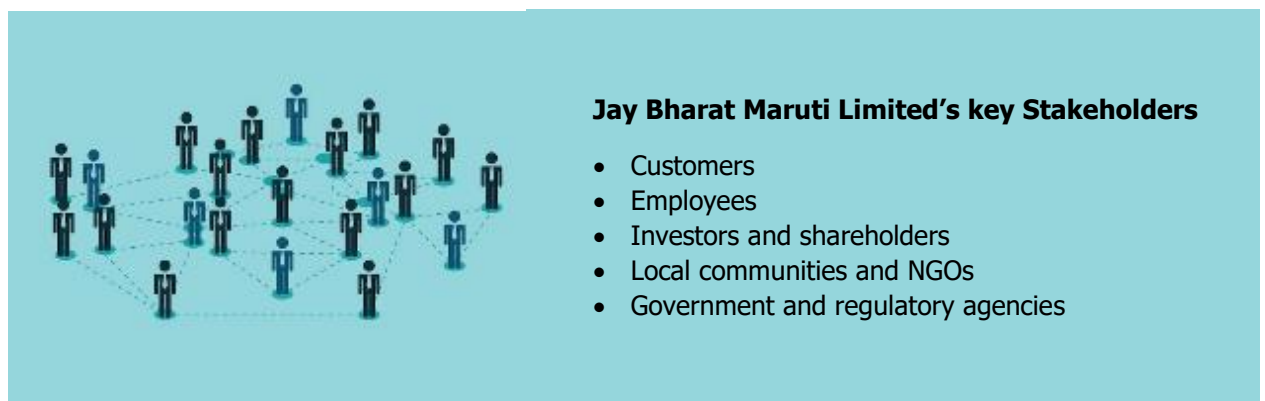 Jay Bharat Maruti Limited's key Stakeholders
• Customers
• Employees
• Investors and shareholders
• Local communities and NGOs
• Government and regulatory agencies